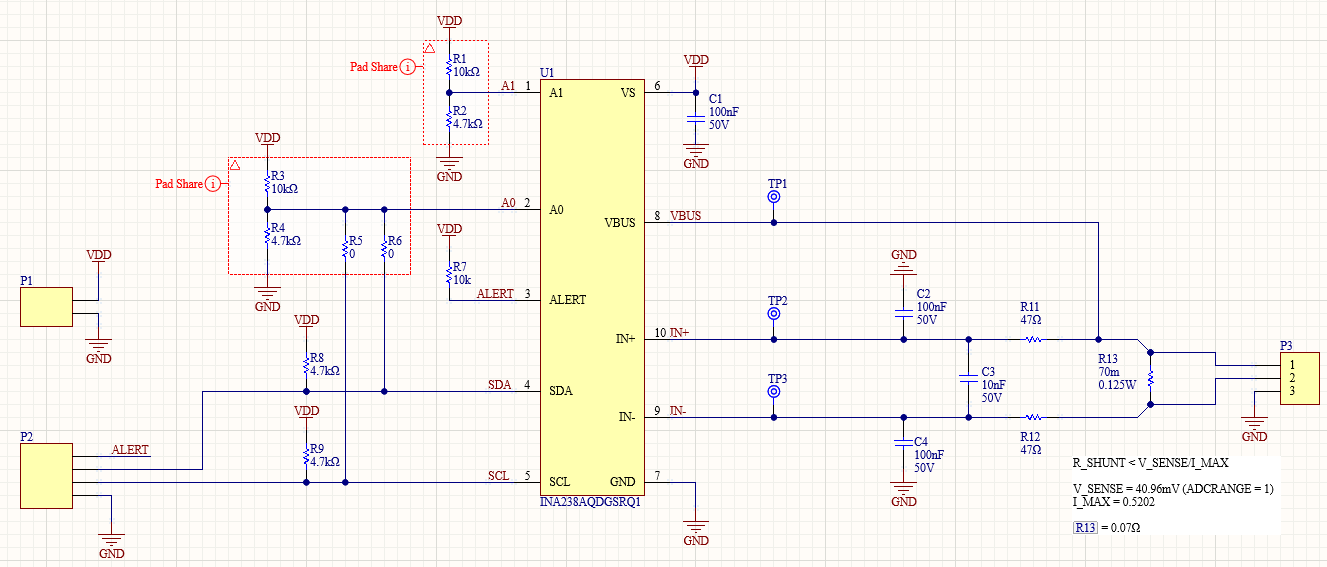 VDD
Pad Share i
R1
10kΩ
R2
4.7kΩ
GND
A1 1
U1
A1
VS
6
VDD
C1
100nF
50V
GND
VDD
Pad Share i
R3
10kΩ
R4
4.7kΩ
GND
R5
0
R6
0
A0 2
A0
VDD
R7
10k
ALERT 3
ALERT
VBUS
8 VBUS
TP1
P1
VDD
GND
VDD
R8
4.7kΩ
SDA 4
SDA
VDD
R9
4.7kΩ
SCL 5
SCL
P2
ALERT
GND
IN+
10 IN+
TP2
IN-
9 IN-
TP3
GND
7
GND
INA238AQDGSRQ1
GND
C2
100nF
50V
C3
10nF
50V
C4
100nF
50V
GND
R11
47Ω
R12
47Ω
R13
70m
0.125W
P3
1
2
3
GND
R_SHUNT < V_SENSE/I_MAX
V_SENSE = 40.96mV (ADCRANGE = 1)
I_MAX = 0.5202
R13 = 0.07Ω